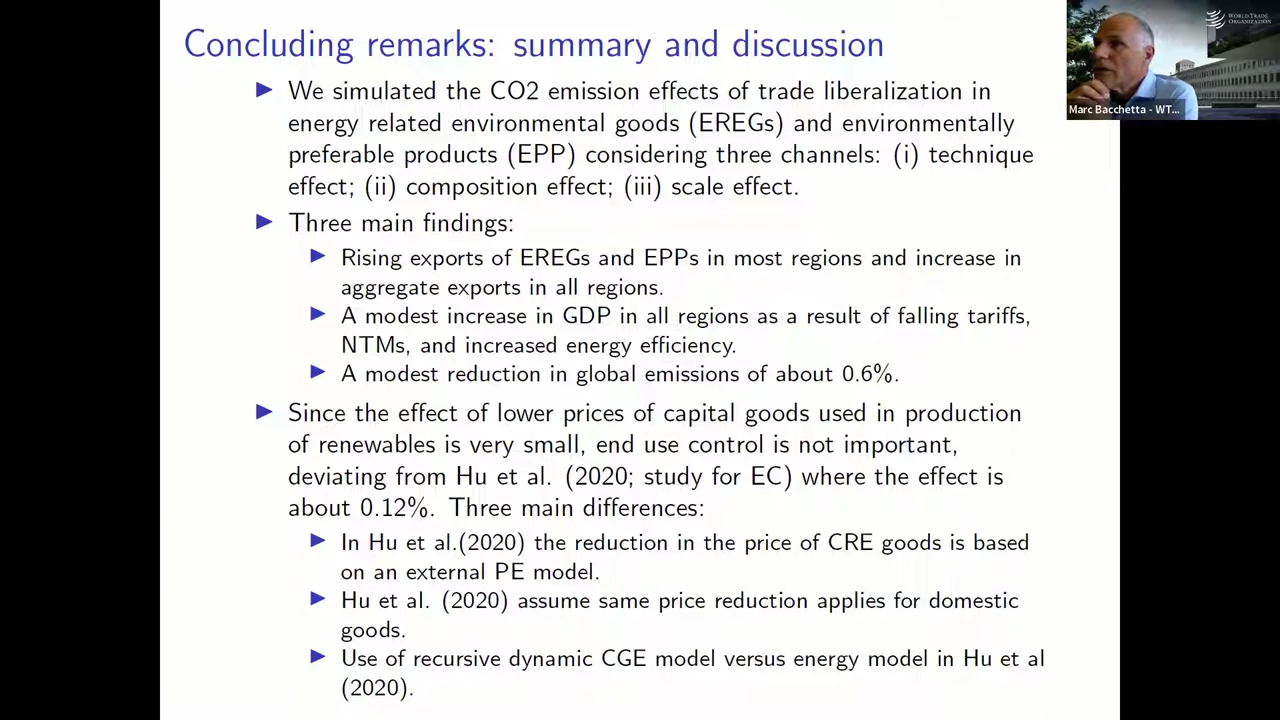 Concluding remarks: summary and discussion
We simulated the CO2 emission effects of trade liberalization in
energy related environmental goods (EREGs) and environmentally
preferable products (EPP) considering three channels: (i) technique
effect; (ii) composition effect; (iii) scale effect.
Three main findings:
Rising exports of EREGs and EPPs in most regions and increase in
aggregate exports in all regions.
A modest increase in GDP in all regions as a result of falling tariffs,
NTMs, and increased energy efficiency.
A modest reduction in global emissions of about 0.6%.
Since the effect of lower prices of capital goods used in production
of renewables is very small, end use control is not important,
deviating from Hu et al. (2020; study for EC) where the effect is
about 0.12%. Three main differences:
In Hu et al.(2020) the reduction in the price of CRE goods is based
on an external PE model.
Hu et al. (2020) assume same price reduction applies for domestic
goods.
Use of recursive dynamic CGE model versus energy model in Hu et al
(2020).
WORLD TRADE
ORGANIZATION
Marc Bacchetta - WT...